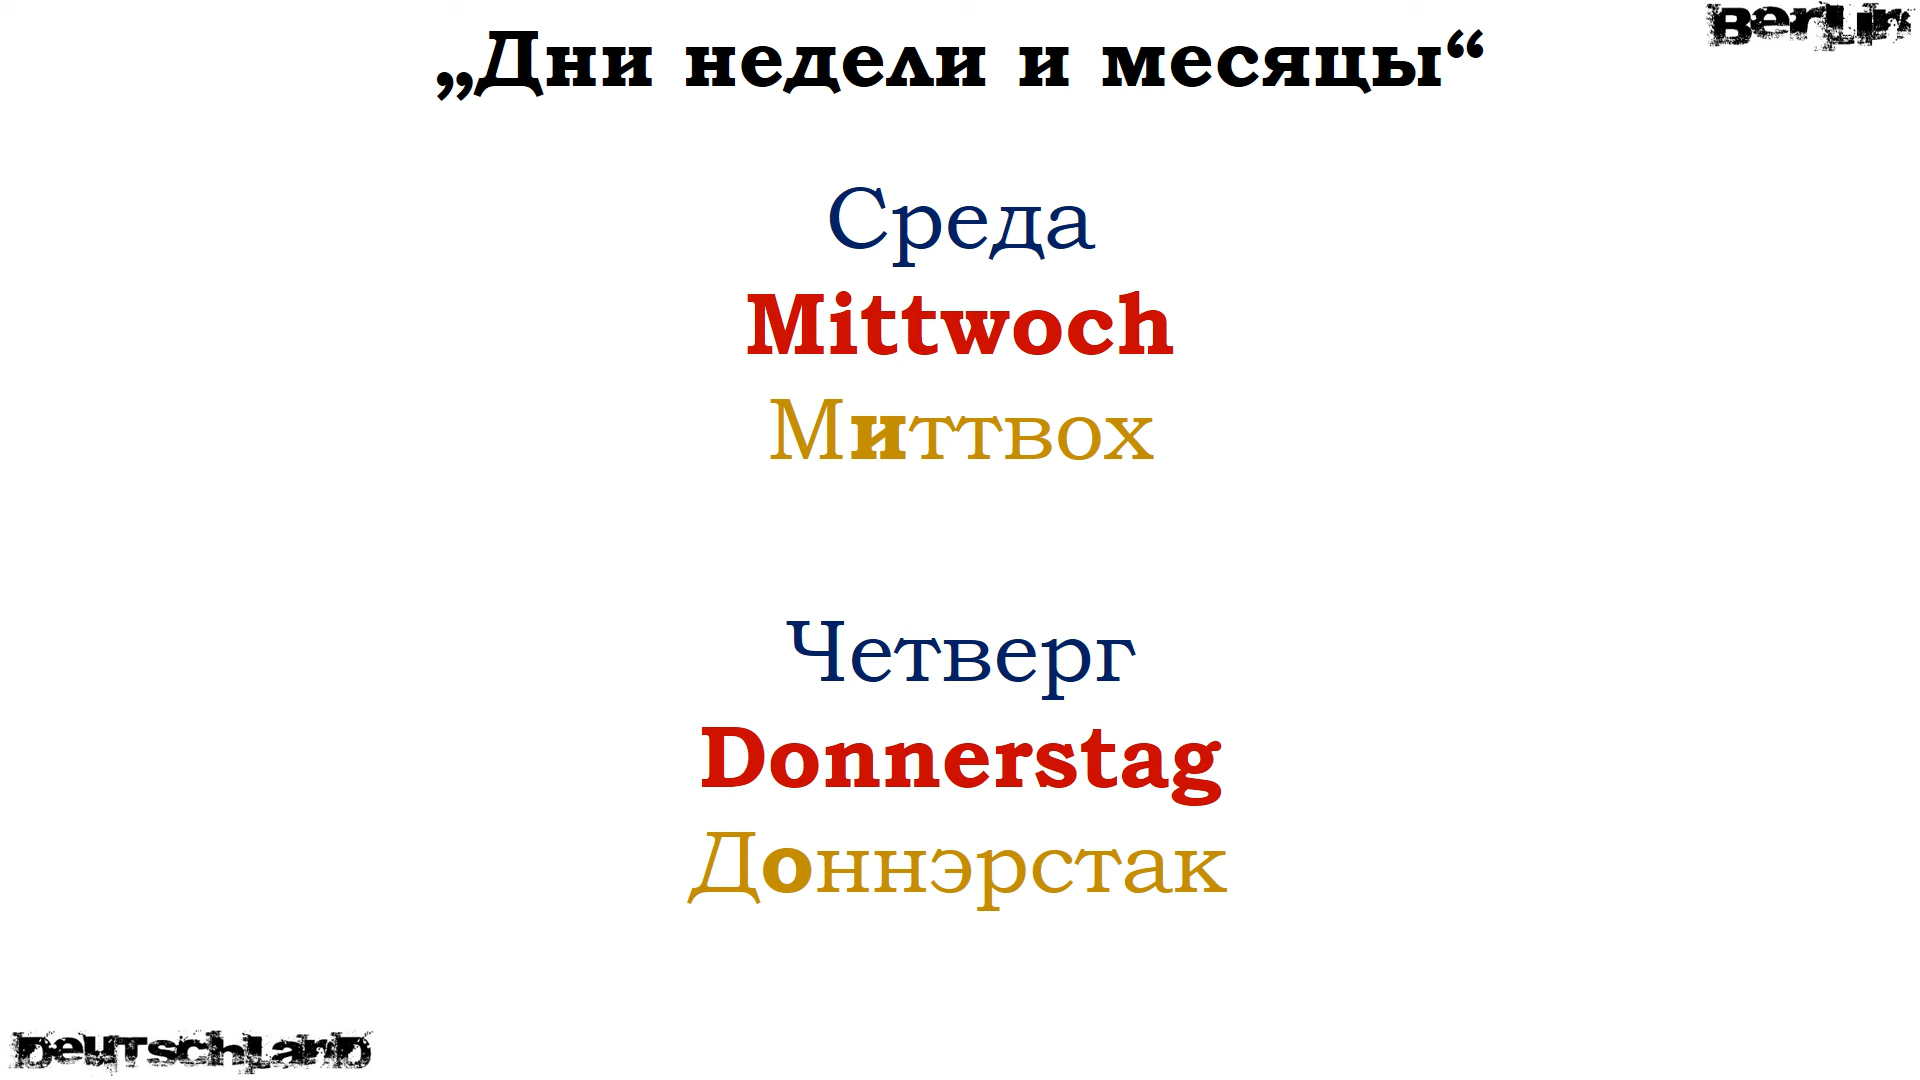 „Дни недели и месяцы“
Berlin
Среда
Mittwoch
Миттвох
Четверг
Donnerstag
Доннэрстак
Deutschland